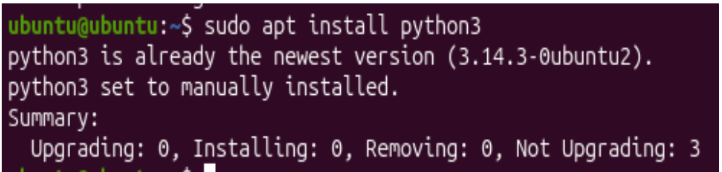 ubuntu@ubuntu:~$ sudo apt install python3
python3 is already the newest version (3.14.3-0ubuntu2).
python3 set to manually installed.
Summary:
  Upgrading: 0, Installing: 0, Removing: 0, Not Upgrading: 3